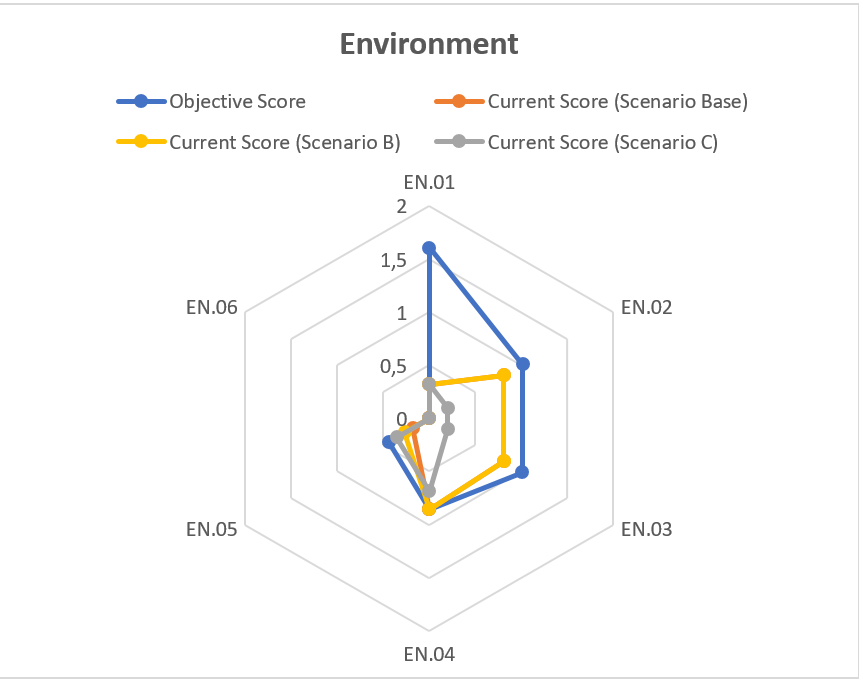 Environment
Objective Score
Current Score (Scenario Base)
Current Score (Scenario B)
Current Score (Scenario C)
EN.01
2
1,5
EN.06
EN.02
1
0,5
0
EN.05
EN.03
EN.04